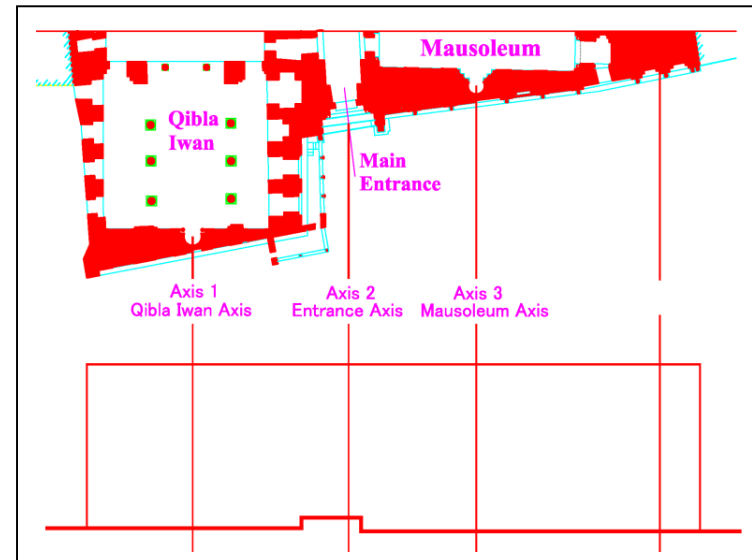 Mausoleum
Qibla
Iwan
Main
Entrance
Axis 1
Qibla Iwan Axis
Axis 2
Entrance Axis
Axis 3
Mausoleum Axis